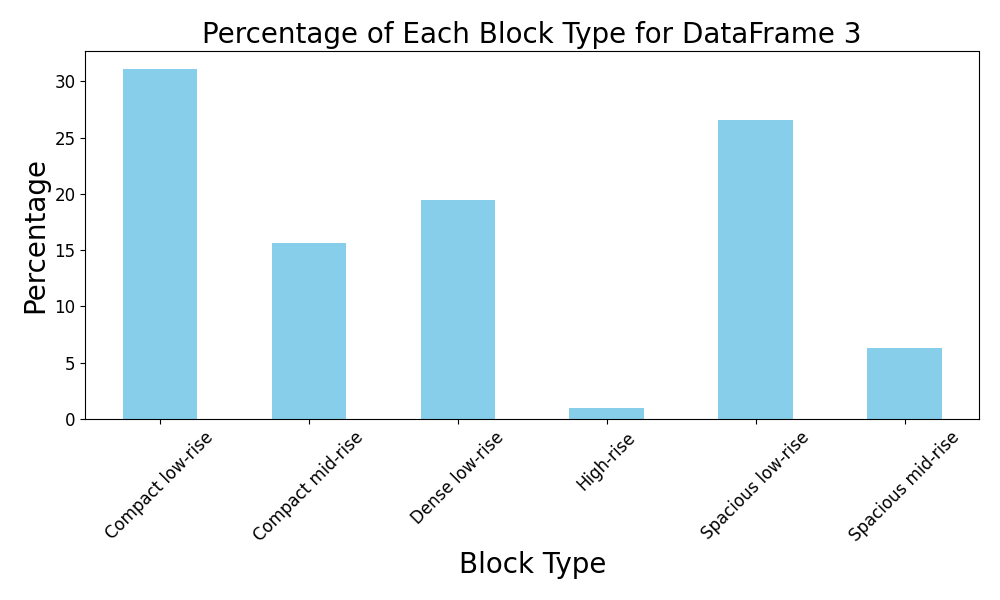 Percentage of Each Block Type for DataFrame 3
Percentage
30
25
20
15
10
5
0
Compact low-rise
Compact mid-rise
Dense low-rise
High-rise
Spacious low-rise
Spacious mid-rise
Block Type